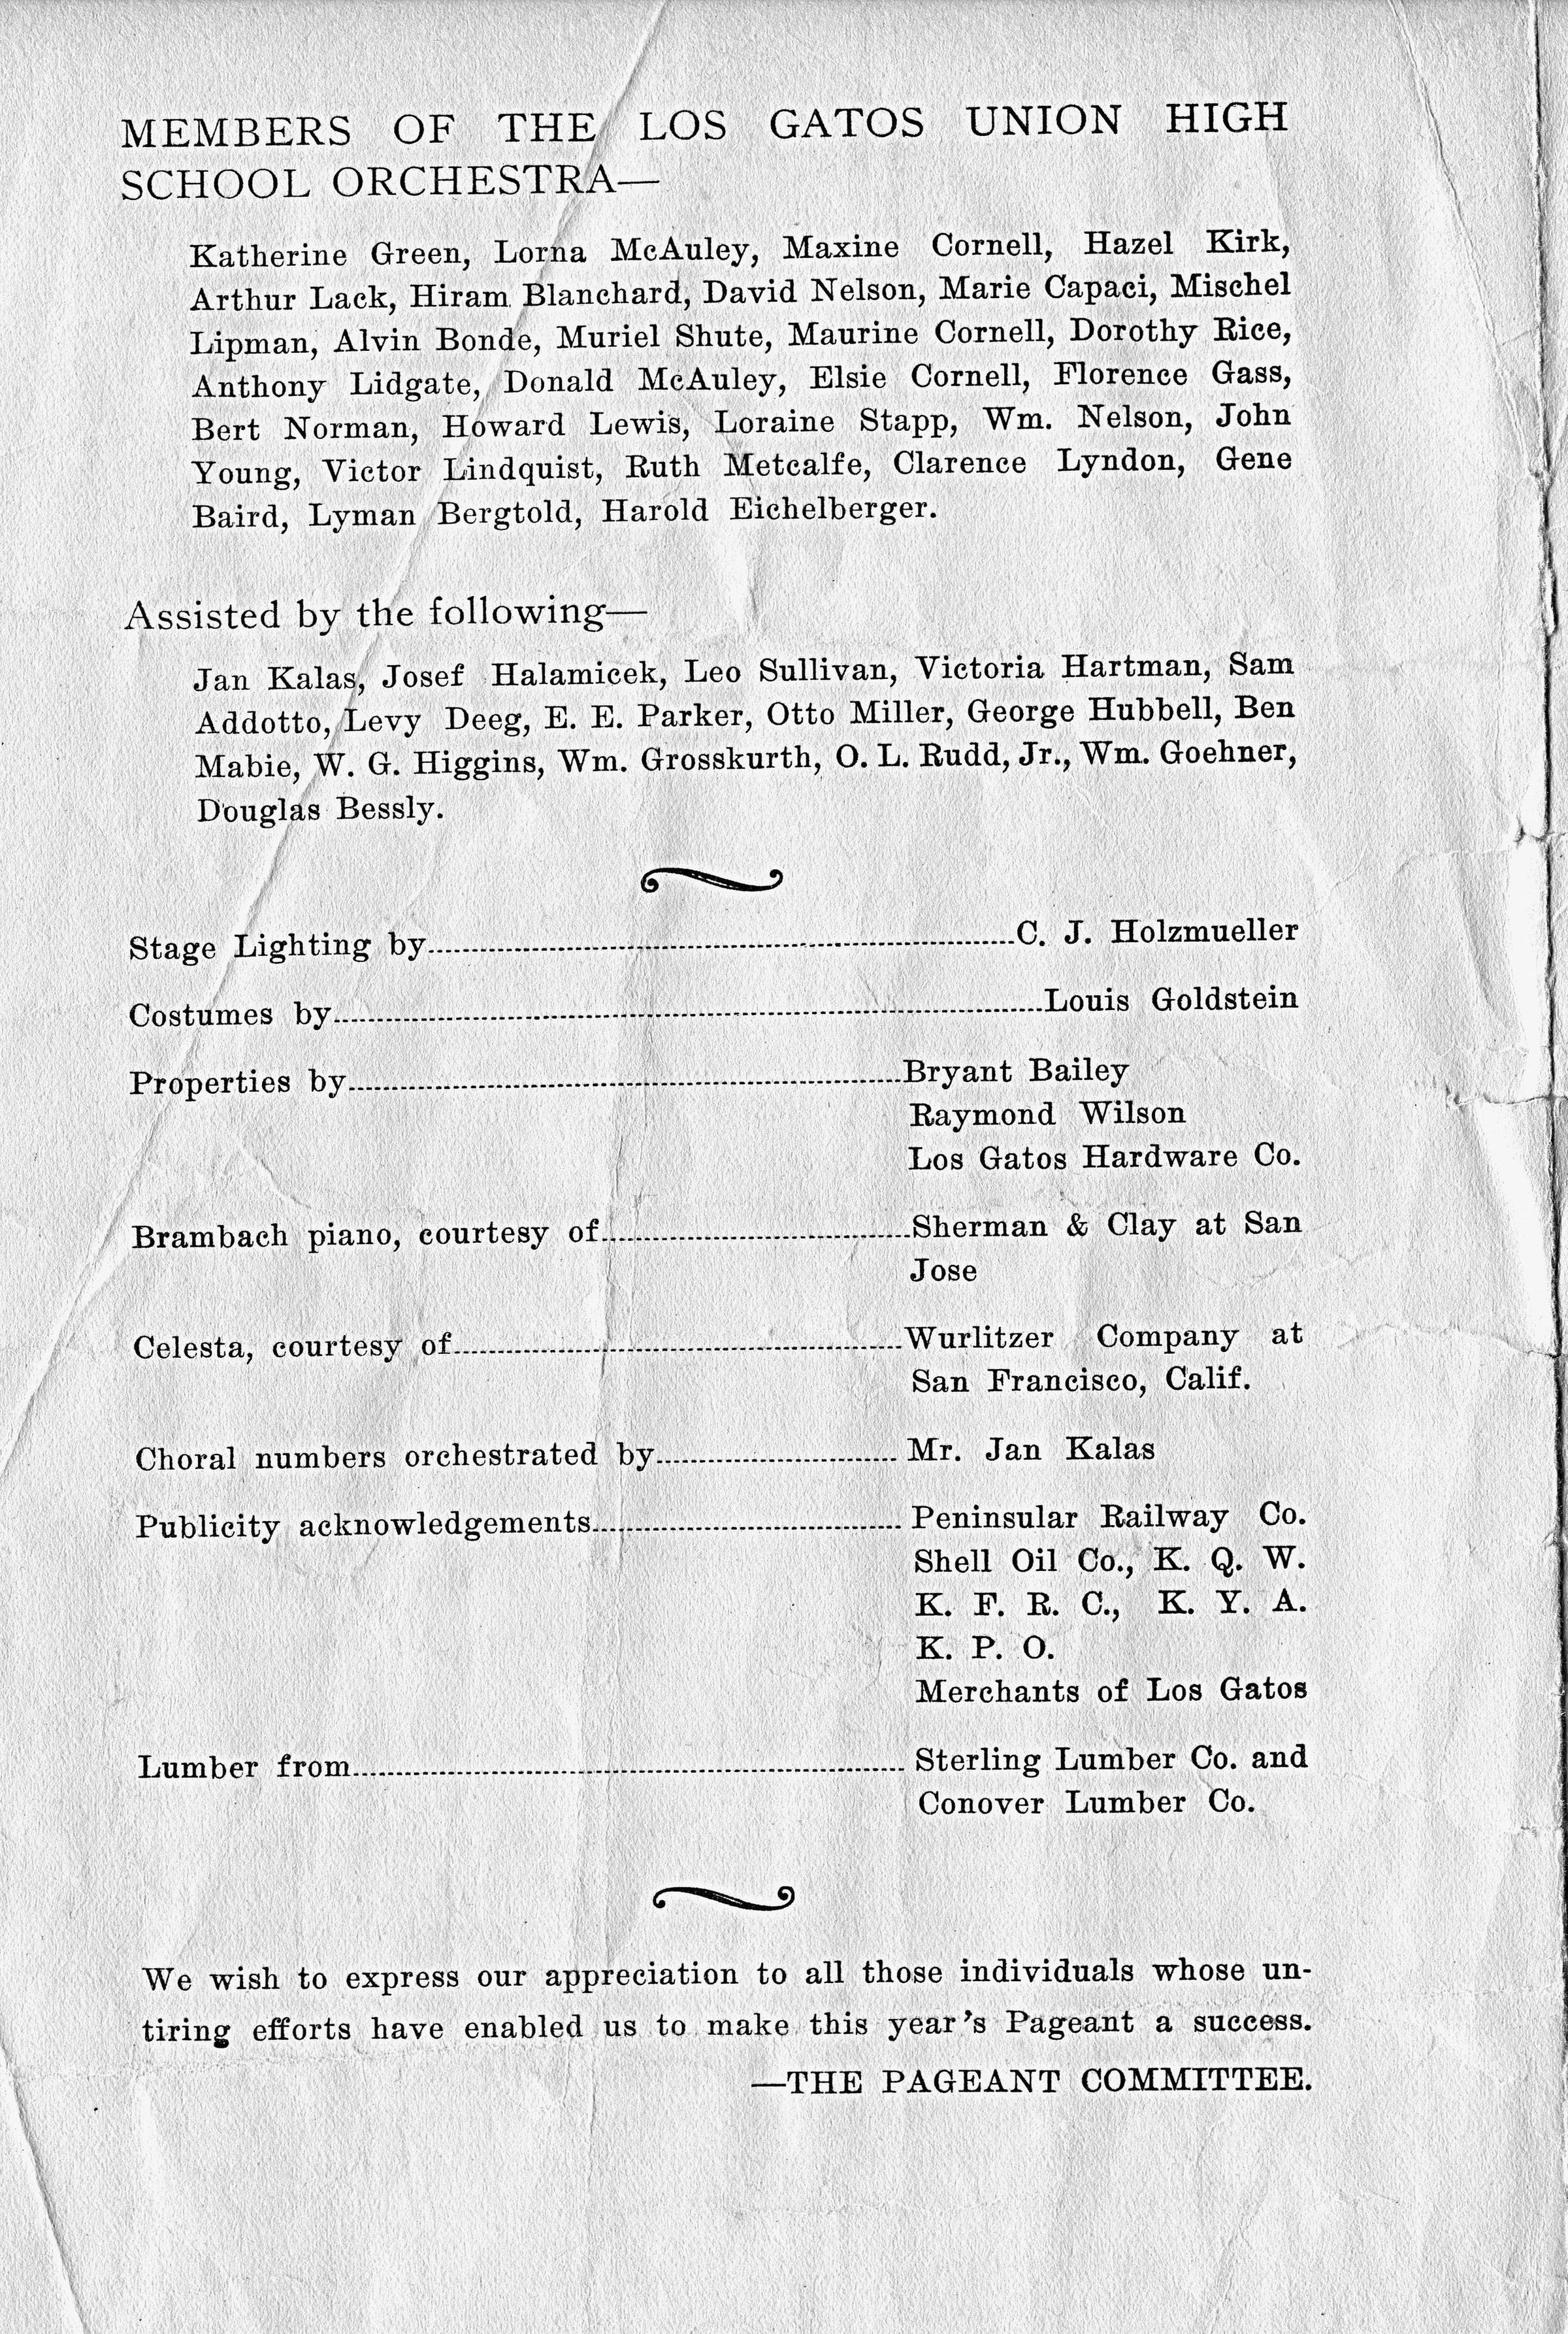 MEMBERS OF THE LOS GATOS UNION HIGH
SCHOOL ORCHESTRA—
Katherine Green, Lorna McAuley, Maxine Cornell, Hazel Kirk,
Arthur Lack, Hiram Blanchard, David Nelson, Marie Capaci, Mischel
Lipman, Alvin Bonde, Muriel Shute, Maurine Cornell, Dorothy Rice,
Anthony Lidgate, Donald McAuley, Elsie Cornell, Florence Gass,
Bert Norman, Howard Lewis, Loraine Stapp, Wm. Nelson, John
Young, Victor Lindquist, Ruth Metcalfe, Clarence Lyndon, Gene
Baird, Lyman Bergtold, Harold Eichelberger.
Assisted by the following—
Jan Kalas, Josef Halamicek, Leo Sullivan, Victoria Hartman, Sam
Addotto, Levy Deeg, E. E. Parker, Otto Miller, George Hubbell, Ben
Mabie, W. G. Higgins, Wm. Grosskurth, O. L. Rudd, Jr., Wm. Goehner,
Douglas Bessly.
Stage Lighting by........................C. J. Holzmueller
Costumes by........................Louis Goldstein
Properties by........................Bryant Bailey
Raymond Wilson
Los Gatos Hardware Co.
Brambach piano, courtesy of........................Sherman & Clay at San
Jose
Celesta, courtesy of........................Wurlitzer Company at
San Francisco, Calif.
Choral numbers orchestrated by........................Mr. Jan Kalas
Publicity acknowledgements........................Peninsular Railway Co.
Shell Oil Co., K. Q. W.
K. F. R. C., K. Y. A.
K. P. O.
Merchants of Los Gatos
Lumber from........................Sterling Lumber Co. and
Conover Lumber Co.
We wish to express our appreciation to all those individuals whose un-
tiring efforts have enabled us to make this year's Pageant a success.
—THE PAGEANT COMMITTEE.